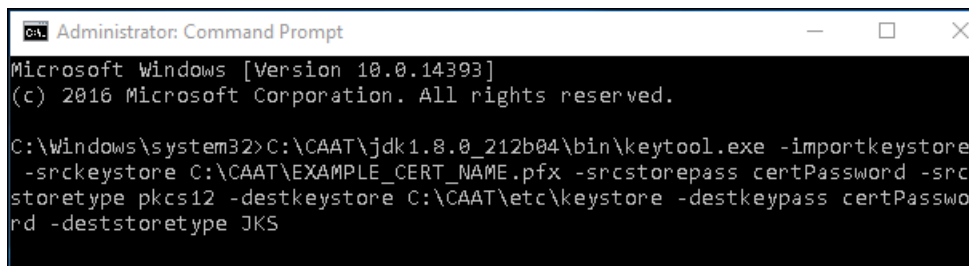 Administrator: Command Prompt
Microsoft Windows [Version 10.0.14393]
(c) 2016 Microsoft Corporation. All rights reserved.
C:\Windows\system32>C:\CAAT\jdk1.8.0_212b04\bin\keytool.exe -importkeystore
-srckeystore C:\CAAT\EXAMPLE_CERT_NAME.pfx -srcstorepass certPassword -src
storetype pkcs12 -destkeystore C:\CAAT\etc\keystore -destkeypass certPasswo
rd -deststoretype JKS